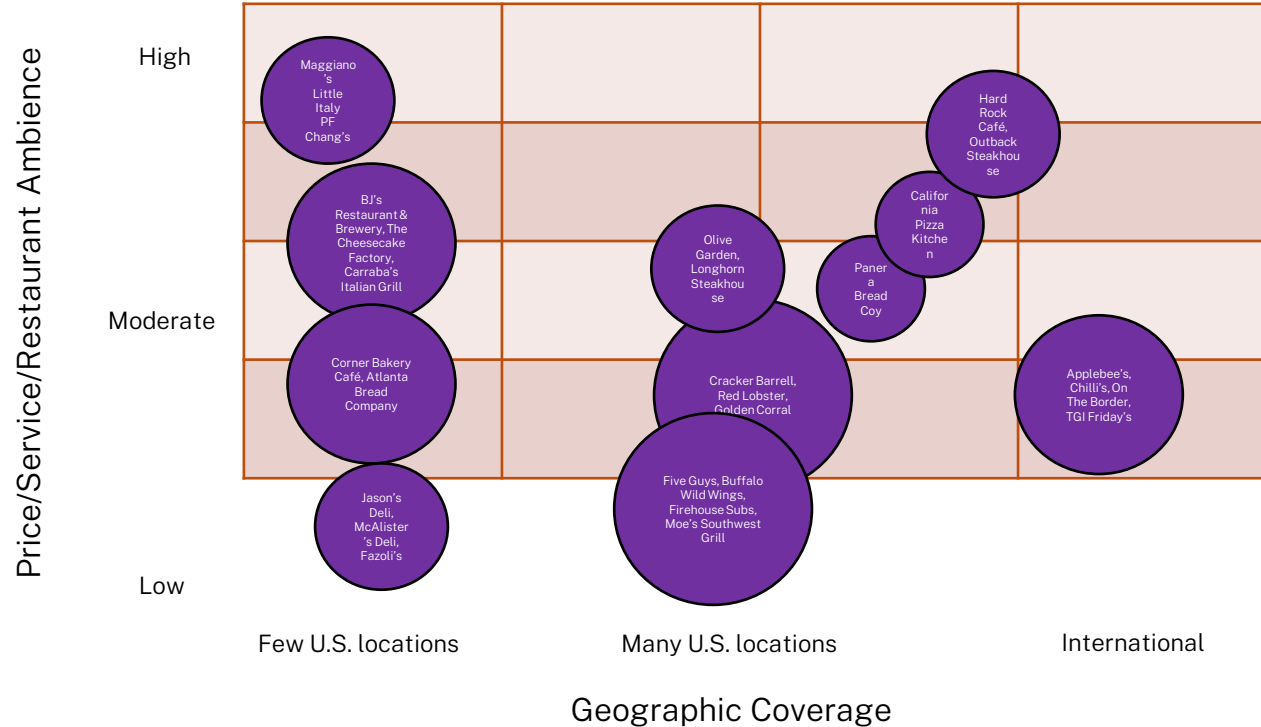 Price/Service/Restaurant Ambience
High
Moderate
Low
Maggiano
's
Little
Italy
PF
Chang's
BJ's
Restaurant &
Brewery, The
Cheesecake
Factory,
Carraba's
Italian Grill
Corner Bakery
Café, Atlanta
Bread
Company
Jason's
Deli,
McAlister
's Deli,
Fazoli's
Olive
Garden,
Longhorn
Steakhou
se
Cracker Barrell,
Red Lobster,
Golden Corral
Five Guys, Buffalo
Wild Wings,
Firehouse Subs,
Moe's Southwest
Grill
Paner
a
Bread
Coy
Califor
nia
Pizza
Kitche
n
Hard
Rock
Café,
Outback
Steakhou
se
Applebee's,
Chilli's, On
The Border,
TGI Friday's
Few U.S. locations
Many U.S. locations
International
Geographic Coverage